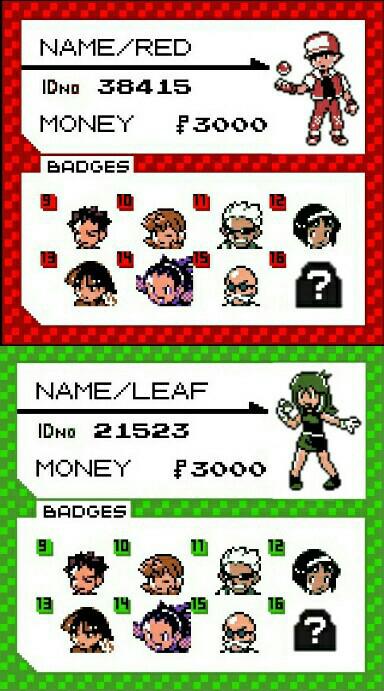 NAME/RED
IDNo 38415
MONEY ₽3000
BADGES
9 10 11 12
13 14 15 16
?
NAME/LEAF
IDNo 21523
MONEY ₽3000
BADGES
9 10 11 12
13 14 15 16
?